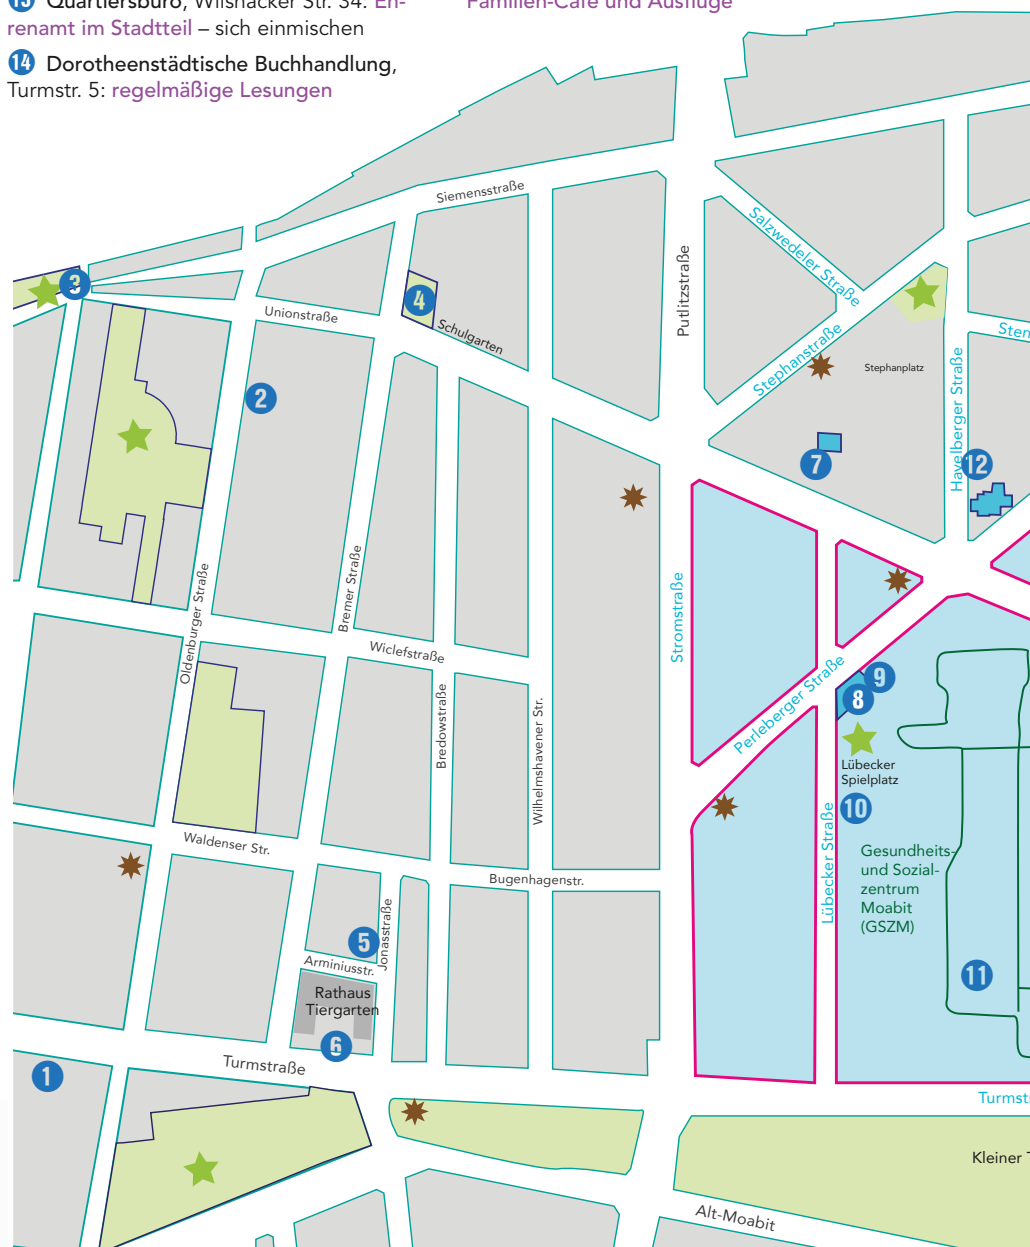 13 Quartiersbüro, Wilsnacker Str. 34: Eh-
renamt im Stadtteil – sich einmischen
14 Dorotheenstädtische Buchhandlung,
Turmstr. 5: regelmäßige Lesungen
Familien-Café und Ausflüge
Siemensstraße
Salzwedeler Straße
Putlitzstraße
3
4
Unionstraße
Schulgarten
Stephanstraße
Stephanplatz
Sten
Havelberger Straße
2
7
12
Oldenburger Straße
Bremer Straße
Wiclefstraße
Stromstraße
Perleberger Straße
9
8
Bredowstraße
Wilhelmshavener Str.
Lübecker
Spielplatz
10
Lübecker Straße
Waldenser Str.
Bugenhagenstr.
Gesundheits-
und Sozial-
zentrum
Moabit
(GSZM)
Jonasstraße
5
Arminiusstr.
Rathaus
Tiergarten
6
11
1
Turmstraße
Turmst
Kleiner T
Alt-Moabit